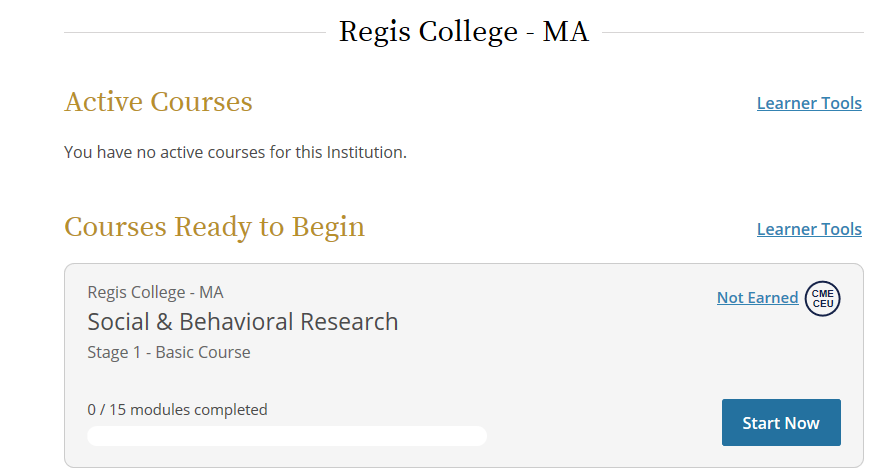 Regis College - MA
Active Courses
Learner Tools
You have no active courses for this Institution.
Courses Ready to Begin
Learner Tools
Regis College - MA
Not Earned
CME
CEU
Social & Behavioral Research
Stage 1 - Basic Course
0 / 15 modules completed
Start Now